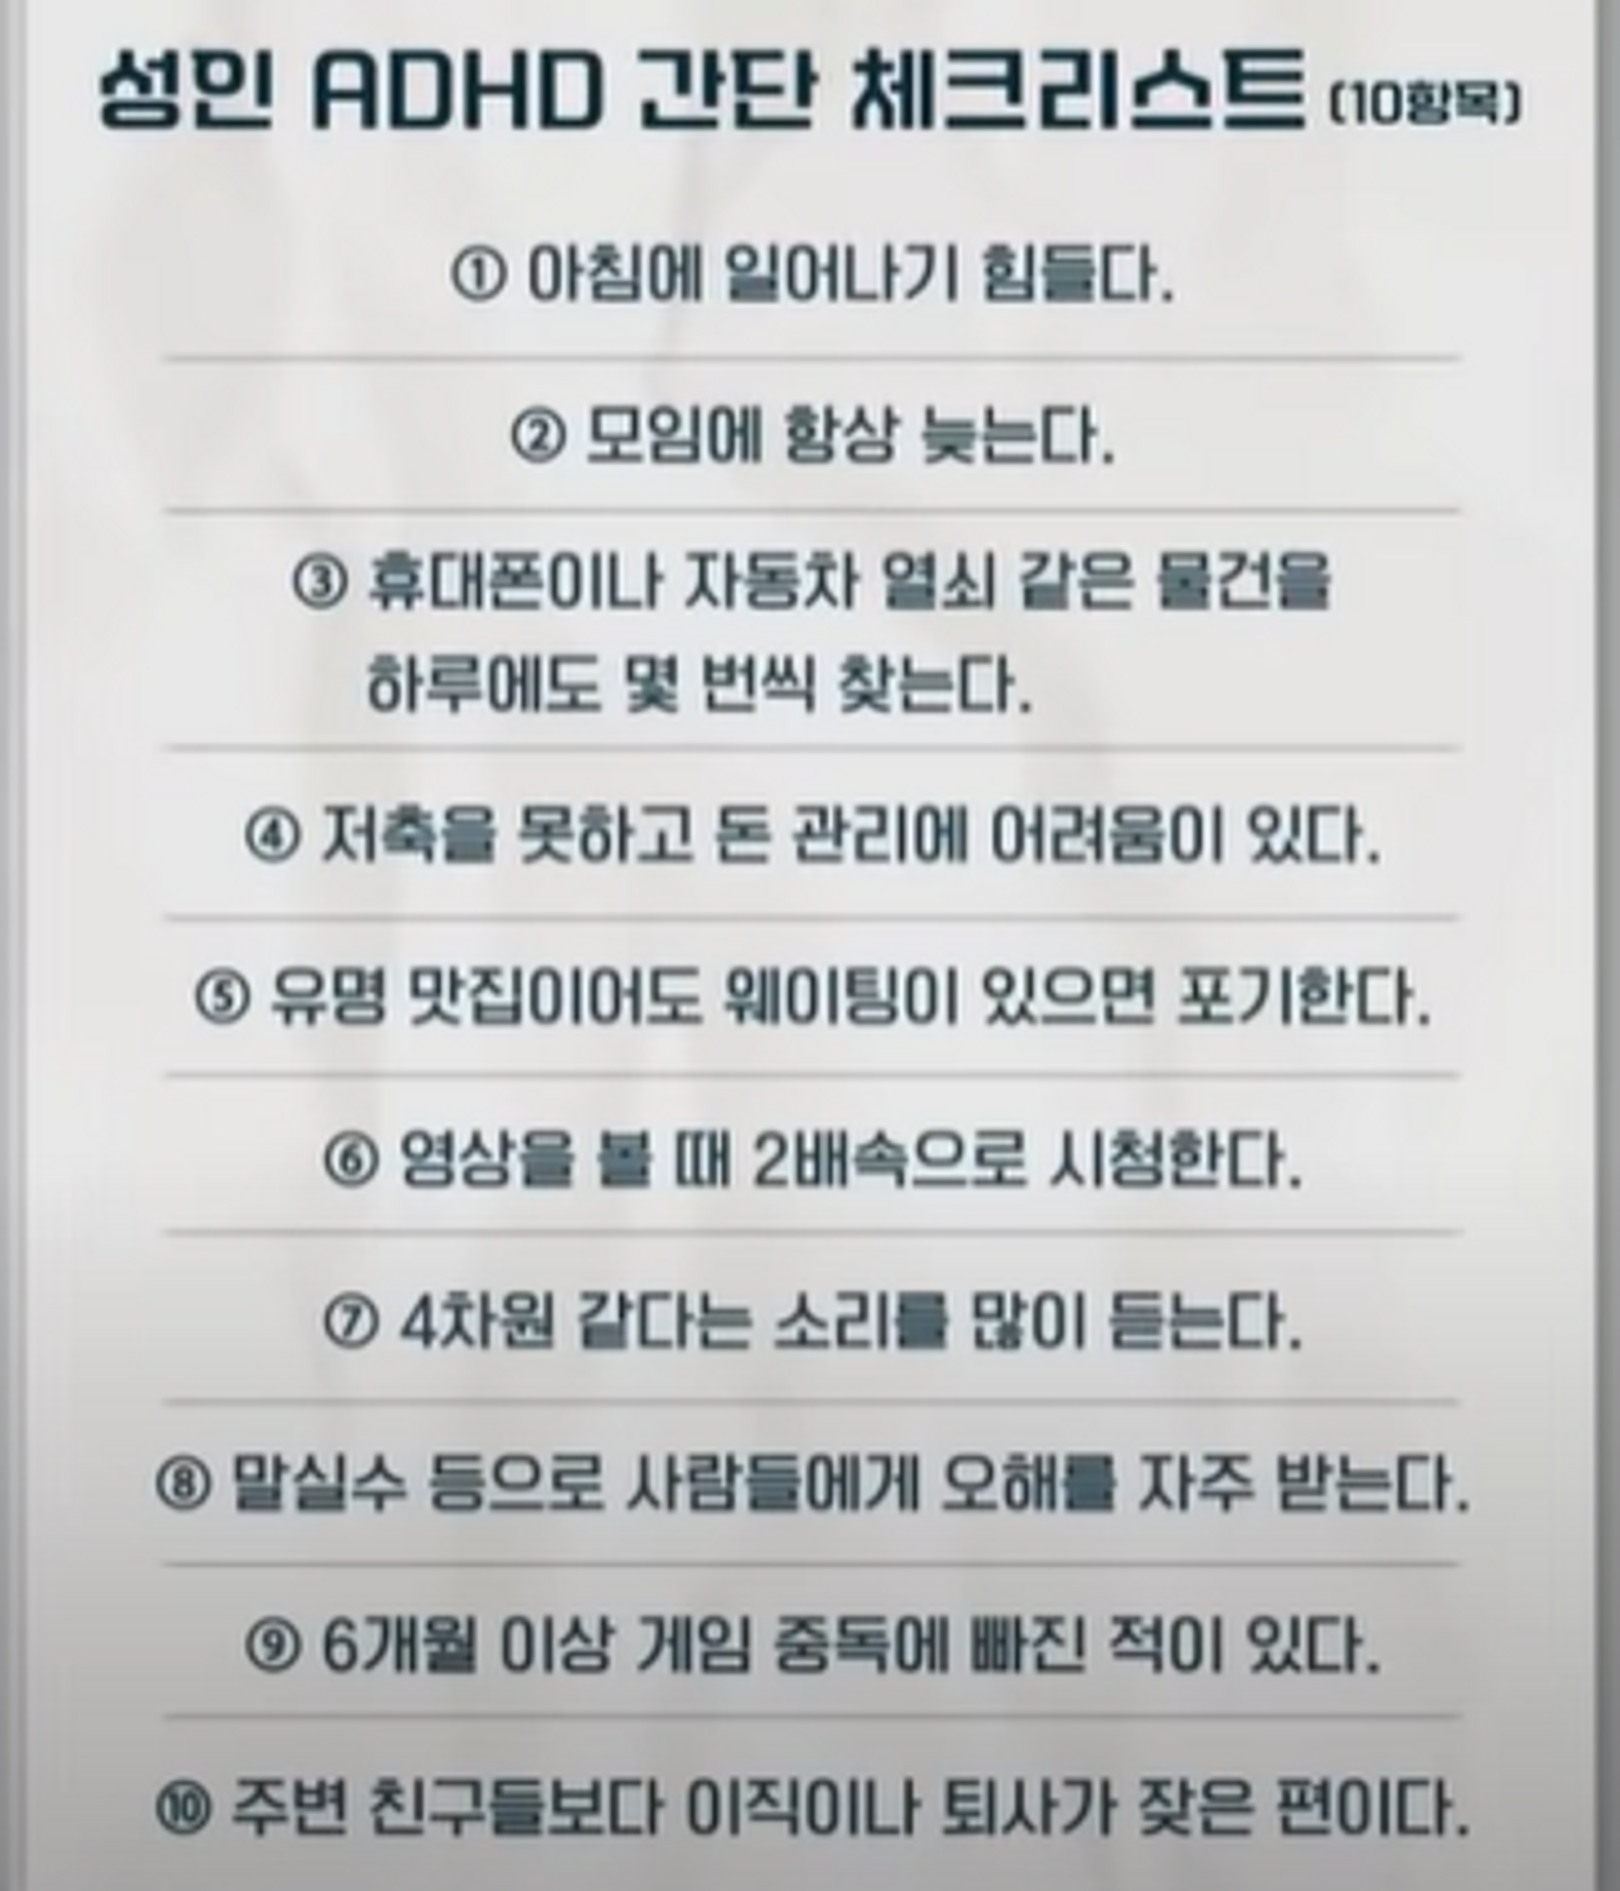 성인 ADHD 간단 체크리스트 (10항목)
① 아침에 일어나기 힘들다.
② 모임에 항상 늦는다.
③ 휴대폰이나 자동차 열쇠 같은 물건을
하루에도 몇 번씩 찾는다.
④ 저축을 못하고 돈 관리에 어려움이 있다.
⑤ 유명 맛집이어도 웨이팅이 있으면 포기한다.
⑥ 영상을 볼 때 2배속으로 시청한다.
⑦ 4차원 같다는 소리를 많이 듣는다.
⑧ 말실수 등으로 사람들에게 오해를 자주 받는다.
⑨ 6개월 이상 게임 중독에 빠진 적이 있다.
⑩ 주변 친구들보다 이직이나 퇴사가 잦은 편이다.